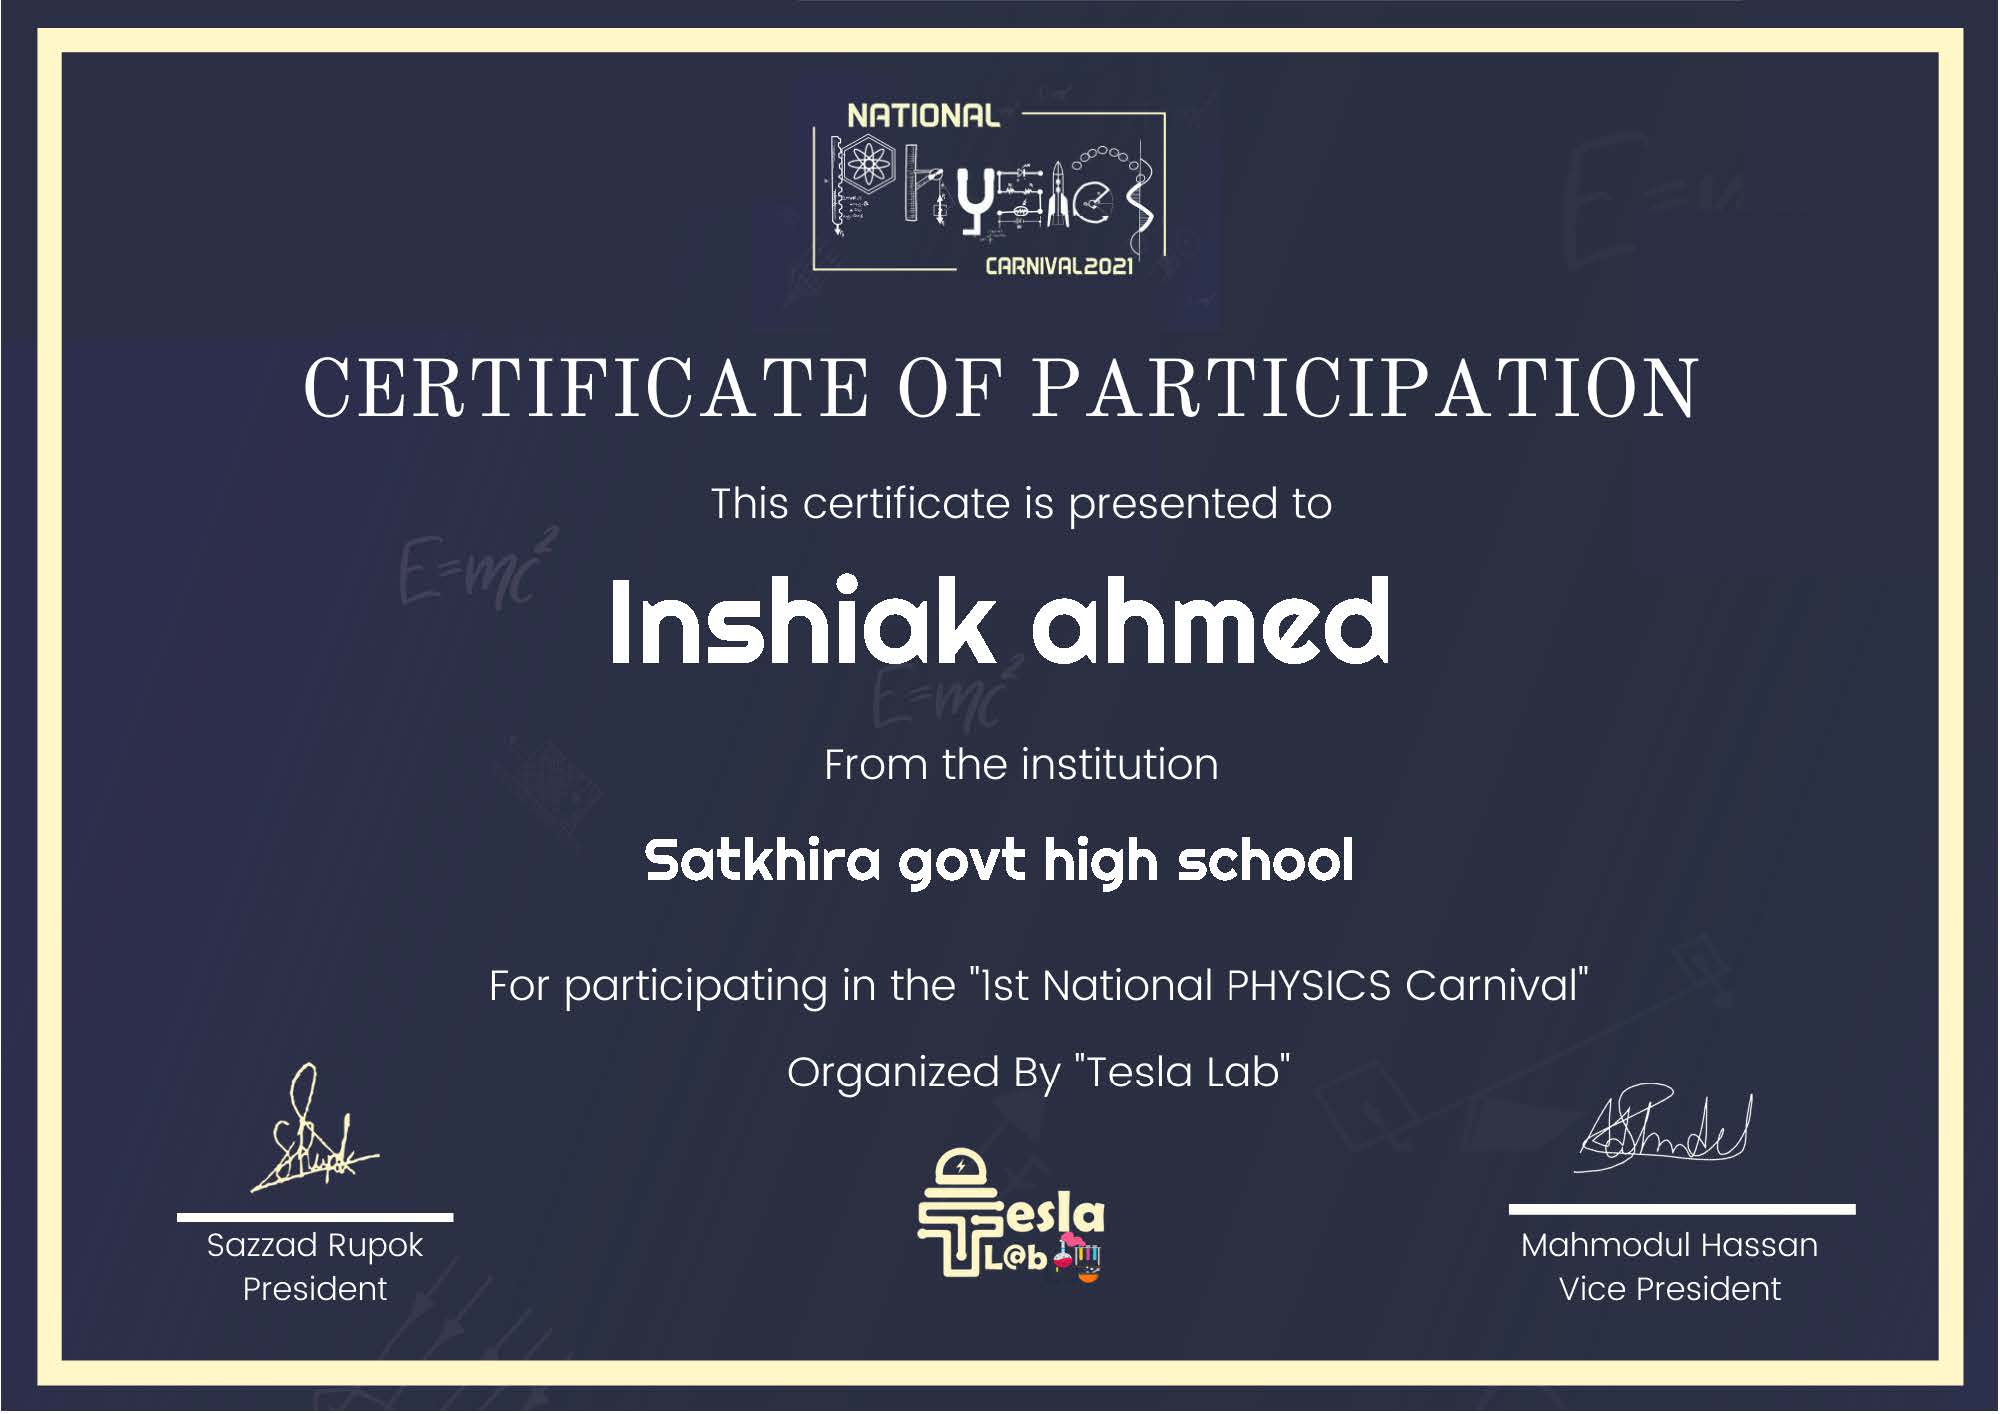 NATIONAL
Physics
CARNIVAL2021
CERTIFICATE OF PARTICIPATION
This certificate is presented to
E=mc²
Inshiak ahmed
E=mc²
From the institution
Satkhira govt high school
For participating in the "1st National PHYSICS Carnival"
Organized By "Tesla Lab"
Tesla
L@b
Sazzad Rupok
President
Mahmodul Hassan
Vice President